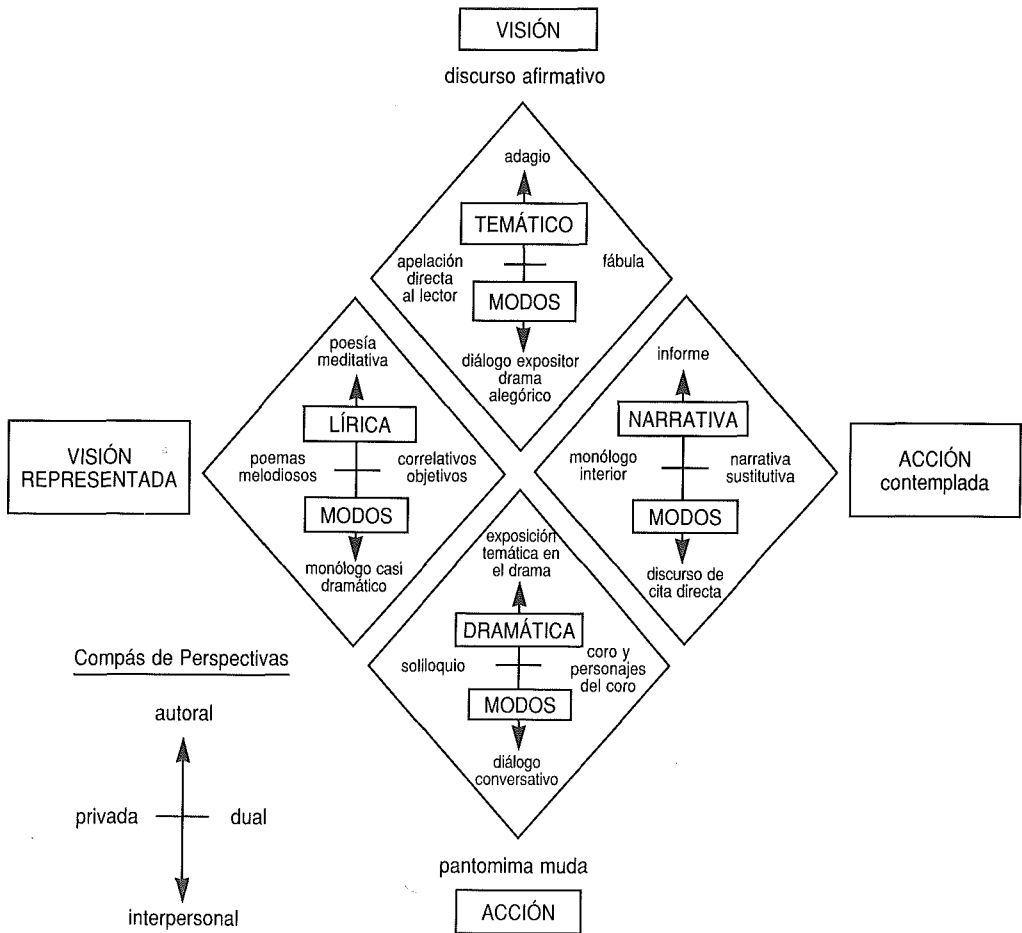 VISIÓN
discurso afirmativo
adagio
TEMÁTICO
apelación
directa
al lector
fábula
MODOS
diálogo expositor
drama
alegórico
poesía
meditativa
LÍRICA
poemas
melodiosos
correlativos
objetivos
MODOS
monólogo casi
dramático
informe
NARRATIVA
monólogo
interior
narrativa
sustitutiva
MODOS
discurso de
cita directa
VISIÓN
REPRESENTADA
ACCIÓN
contemplada
exposición
temática en
el drama
DRAMÁTICA
soliloquio
coro y
personajes
del coro
MODOS
diálogo
conversativo
Compás de Perspectivas
autoral
privada
dual
interpersonal
pantomima muda
ACCIÓN